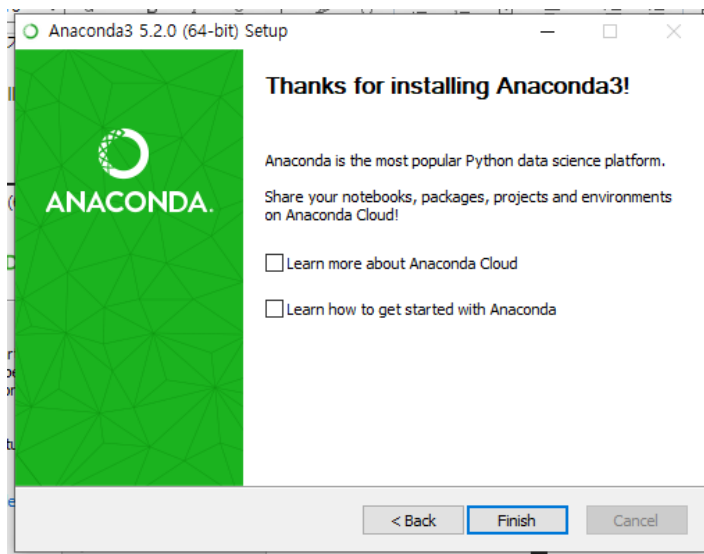 Anaconda3 5.2.0 (64-bit) Setup
Thanks for installing Anaconda3!
ANACONDA.
Anaconda is the most popular Python data science platform.
Share your notebooks, packages, projects and environments
on Anaconda Cloud!
Learn more about Anaconda Cloud
Learn how to get started with Anaconda
< Back
Finish
Cancel